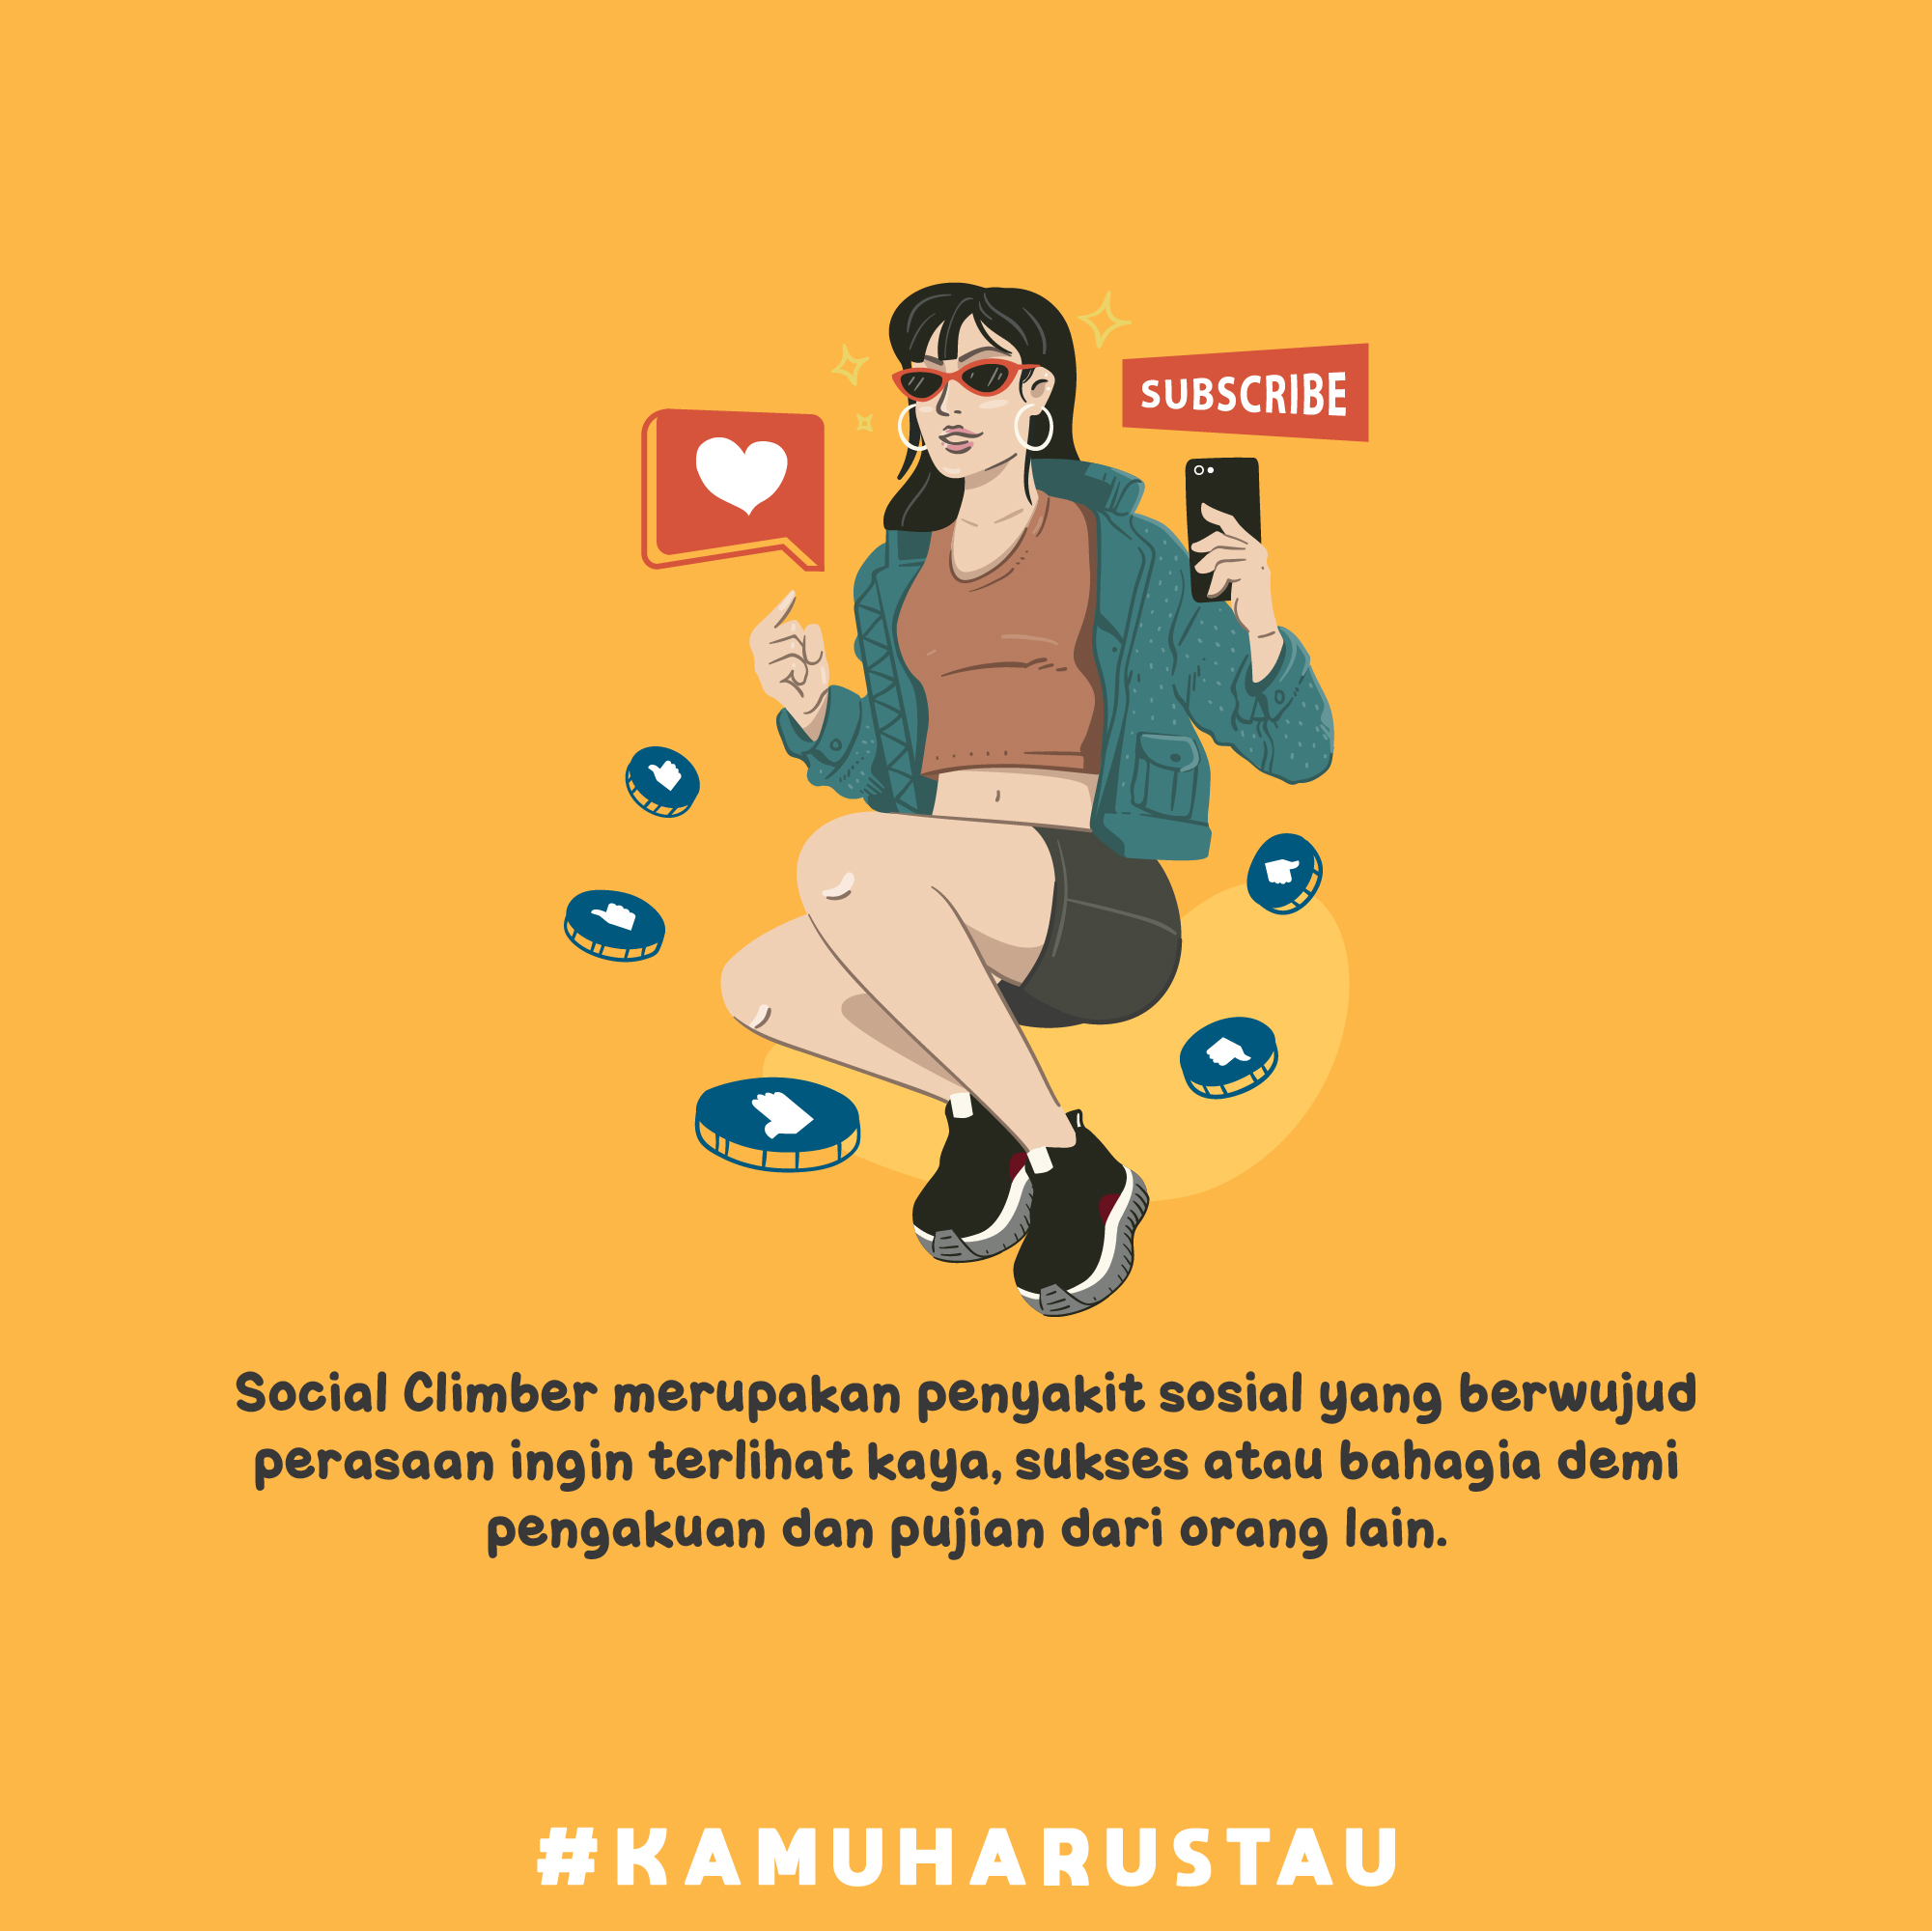 SUBSCRIBE
Social Climber merupakan penyakit sosial yang berwujud
perasaan ingin terlihat kaya, sukses atau bahagia demi
pengakuan dan pujian dari orang lain.
#KAMUHARUSTAU